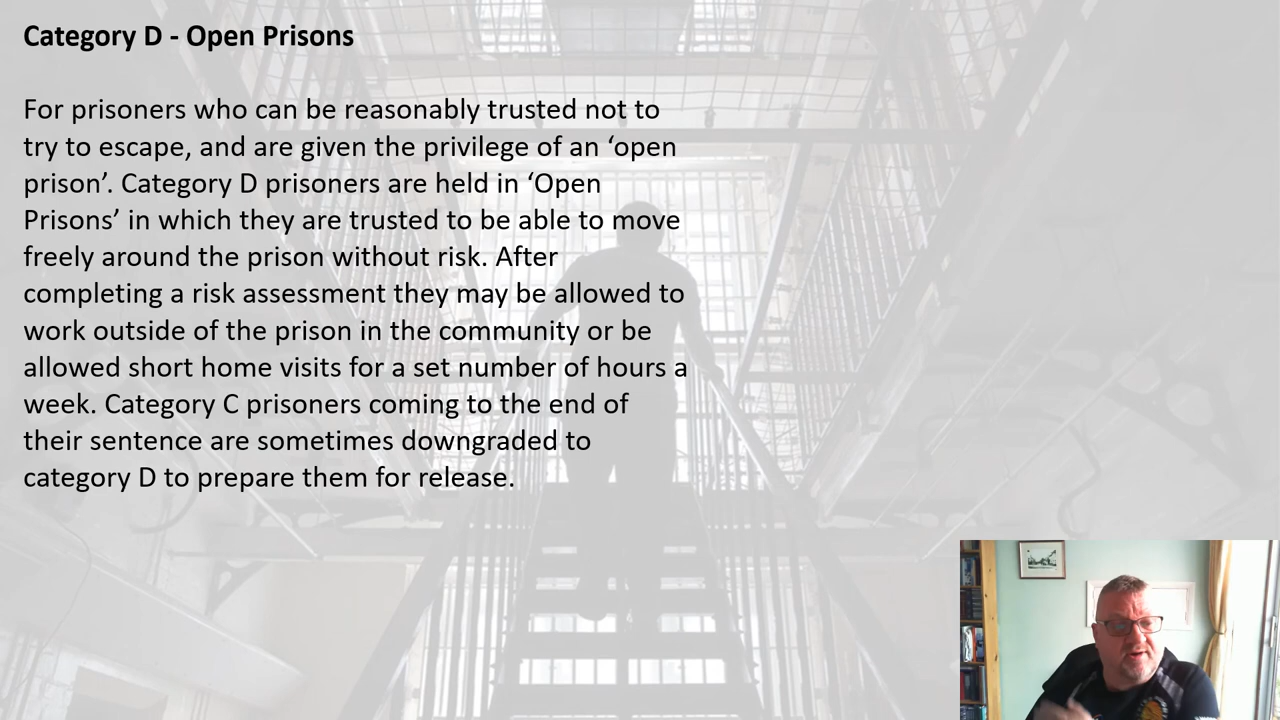 Category D - Open Prisons
For prisoners who can be reasonably trusted not to
try to escape, and are given the privilege of an ‘open
prison’. Category D prisoners are held in ‘Open
Prisons’ in which they are trusted to be able to move
freely around the prison without risk. After
completing a risk assessment they may be allowed to
work outside of the prison in the community or be
allowed short home visits for a set number of hours a
week. Category C prisoners coming to the end of
their sentence are sometimes downgraded to
category D to prepare them for release.